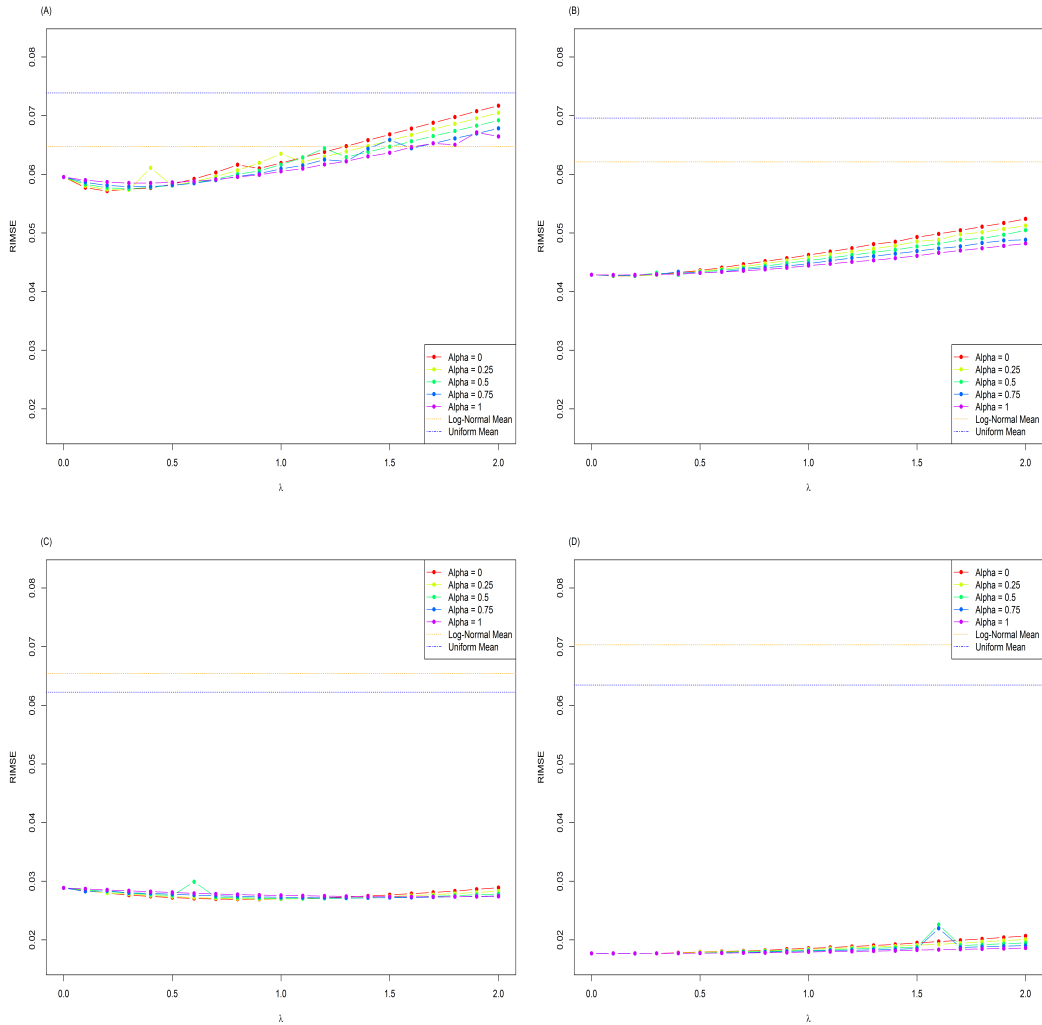 (A)
RIMSE
0.08
0.07
0.06
0.05
0.04
0.03
0.02
Alpha = 0
Alpha = 0.25
Alpha = 0.5
Alpha = 0.75
Alpha = 1
Log-Normal Mean
Uniform Mean
0.0 0.5 1.0 1.5 2.0
λ
(B)
RIMSE
0.08
0.07
0.06
0.05
0.04
0.03
0.02
Alpha = 0
Alpha = 0.25
Alpha = 0.5
Alpha = 0.75
Alpha = 1
Log-Normal Mean
Uniform Mean
0.0 0.5 1.0 1.5 2.0
λ
(C)
RIMSE
0.08
0.07
0.06
0.05
0.04
0.03
0.02
Alpha = 0
Alpha = 0.25
Alpha = 0.5
Alpha = 0.75
Alpha = 1
Log-Normal Mean
Uniform Mean
0.0 0.5 1.0 1.5 2.0
λ
(D)
RIMSE
0.08
0.07
0.06
0.05
0.04
0.03
0.02
Alpha = 0
Alpha = 0.25
Alpha = 0.5
Alpha = 0.75
Alpha = 1
Log-Normal Mean
Uniform Mean
0.0 0.5 1.0 1.5 2.0
λ